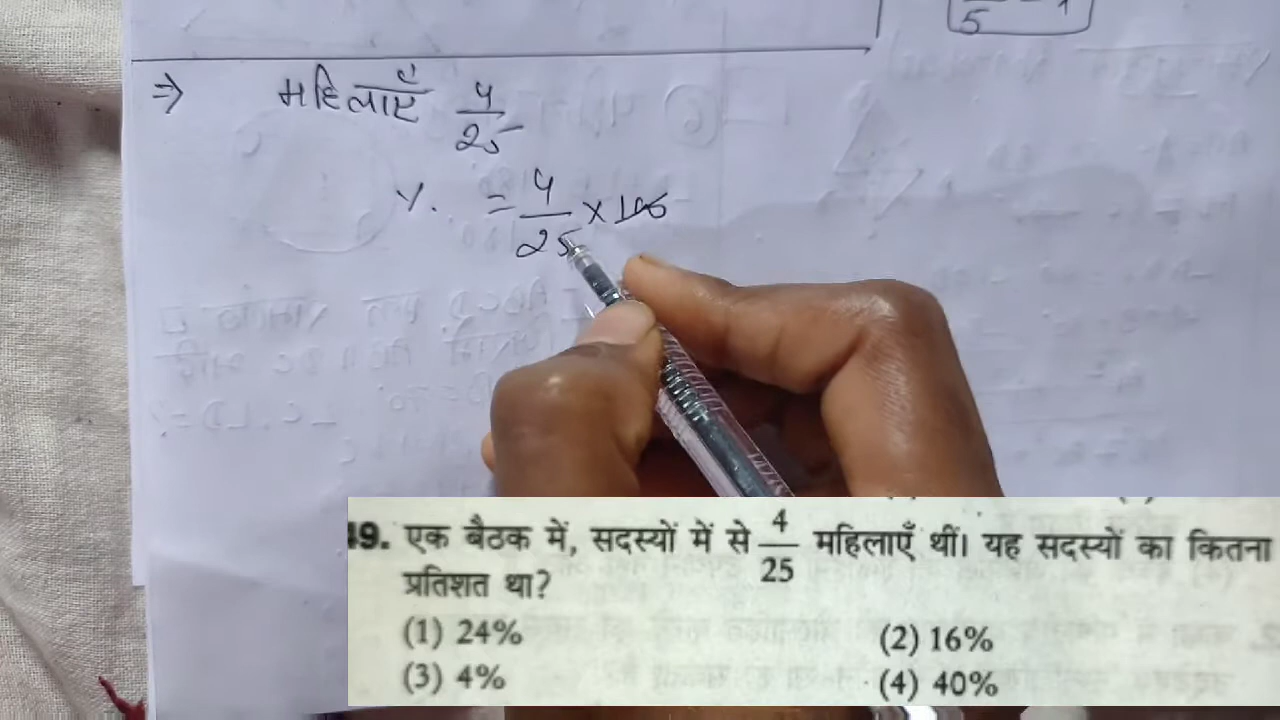 5
⇒ महिलाएँ 4/25
%. = 4/25 × 100
49. एक बैठक में, सदस्यों में से 4/25 महिलाएँ थीं। यह सदस्यों का कितना
प्रतिशत था?
(1) 24% (2) 16%
(3) 4% (4) 40%